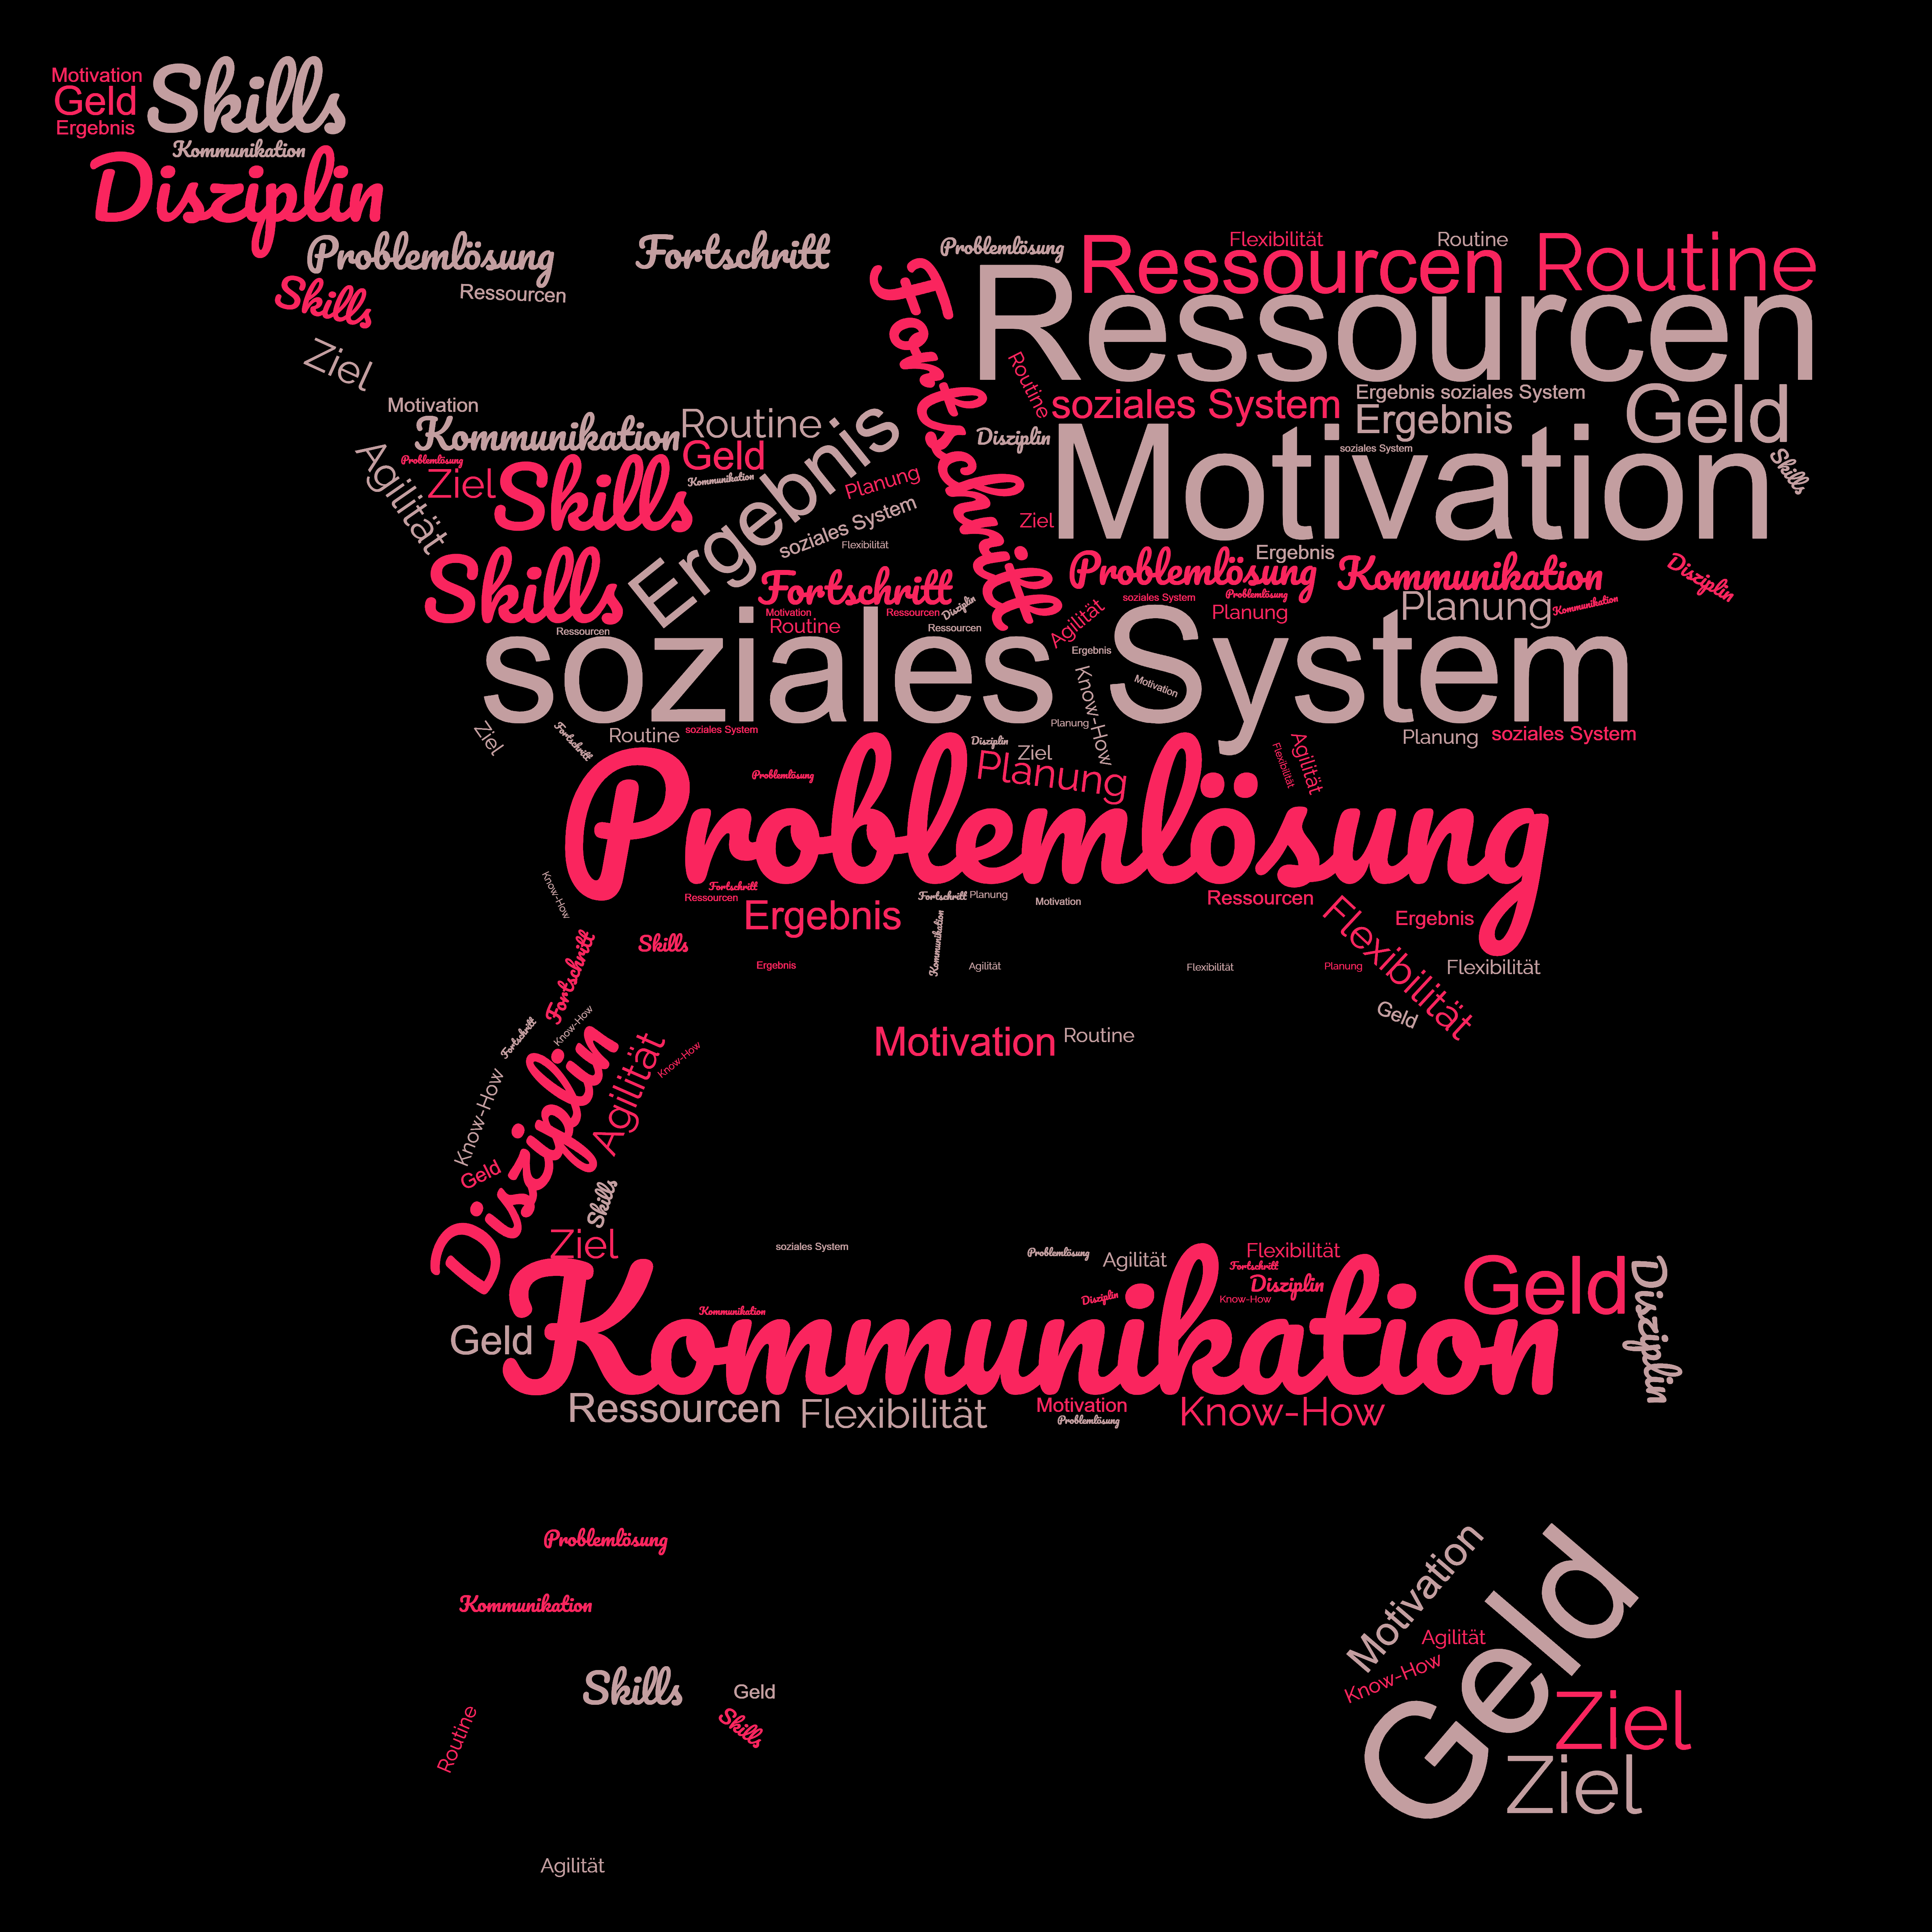 Motivation
Geld
Ergebnis
Skills
Kommunikation
Disziplin
Problemlösung
Fortschritt
Skills
Ressourcen
Ziel
Problemlösung
Ressourcen
Flexibilität
Routine
Routine
Ressourcen
Fortschritt
Routine
soziales System
Ergebnis soziales System
Ergebnis
Geld
Motivation
Kommunikation
Routine
Geld
Agilität
Problemlösung
Ziel
Skills
Kommunikation
Ergebnis
Planung
soziales System
Flexibilität
Disziplin
Motivation
soziales System
Skills
Ziel
Skills
Fortschritt
Ergebnis
Problemlösung
Kommunikation
Disziplin
Motivation
Ressourcen
Disziplin
Routine
Ressourcen
Ressourcen
soziales System
Problemlösung
Planung
Planung
Kommunikation
Agilität
soziales System
Ergebnis
Know-How
Motivation
Ziel
Fortschritt
Routine
soziales System
Planung
Disziplin
Ziel
Planung
Agilität
Flexibilität
Planung
soziales System
Problemlösung
Problemlösung
Know-How
Fortschritt
Ressourcen
Ergebnis
Fortschritt
Planung
Motivation
Ressourcen
Flexibilität
Ergebnis
Fortschritt
Skills
Kommunikation
Ergebnis
Agilität
Flexibilität
Planung
Flexibilität
Geld
Fortschritt
Know-How
Motivation
Routine
Disziplin
Agilität
Know-How
Know-How
Geld
Skills
Ziel
soziales System
Problemlösung
Agilität
Flexibilität
Fortschritt
Disziplin
Geld
Disziplin
Kommunikation
Disziplin
Know-How
Geld
Kommunikation
Ressourcen
Flexibilität
Motivation
Problemlösung
Know-How
Problemlösung
Kommunikation
Skills
Geld
Skills
Routine
Motivation
Agilität
Know-How
Geld
Ziel
Ziel
Agilität